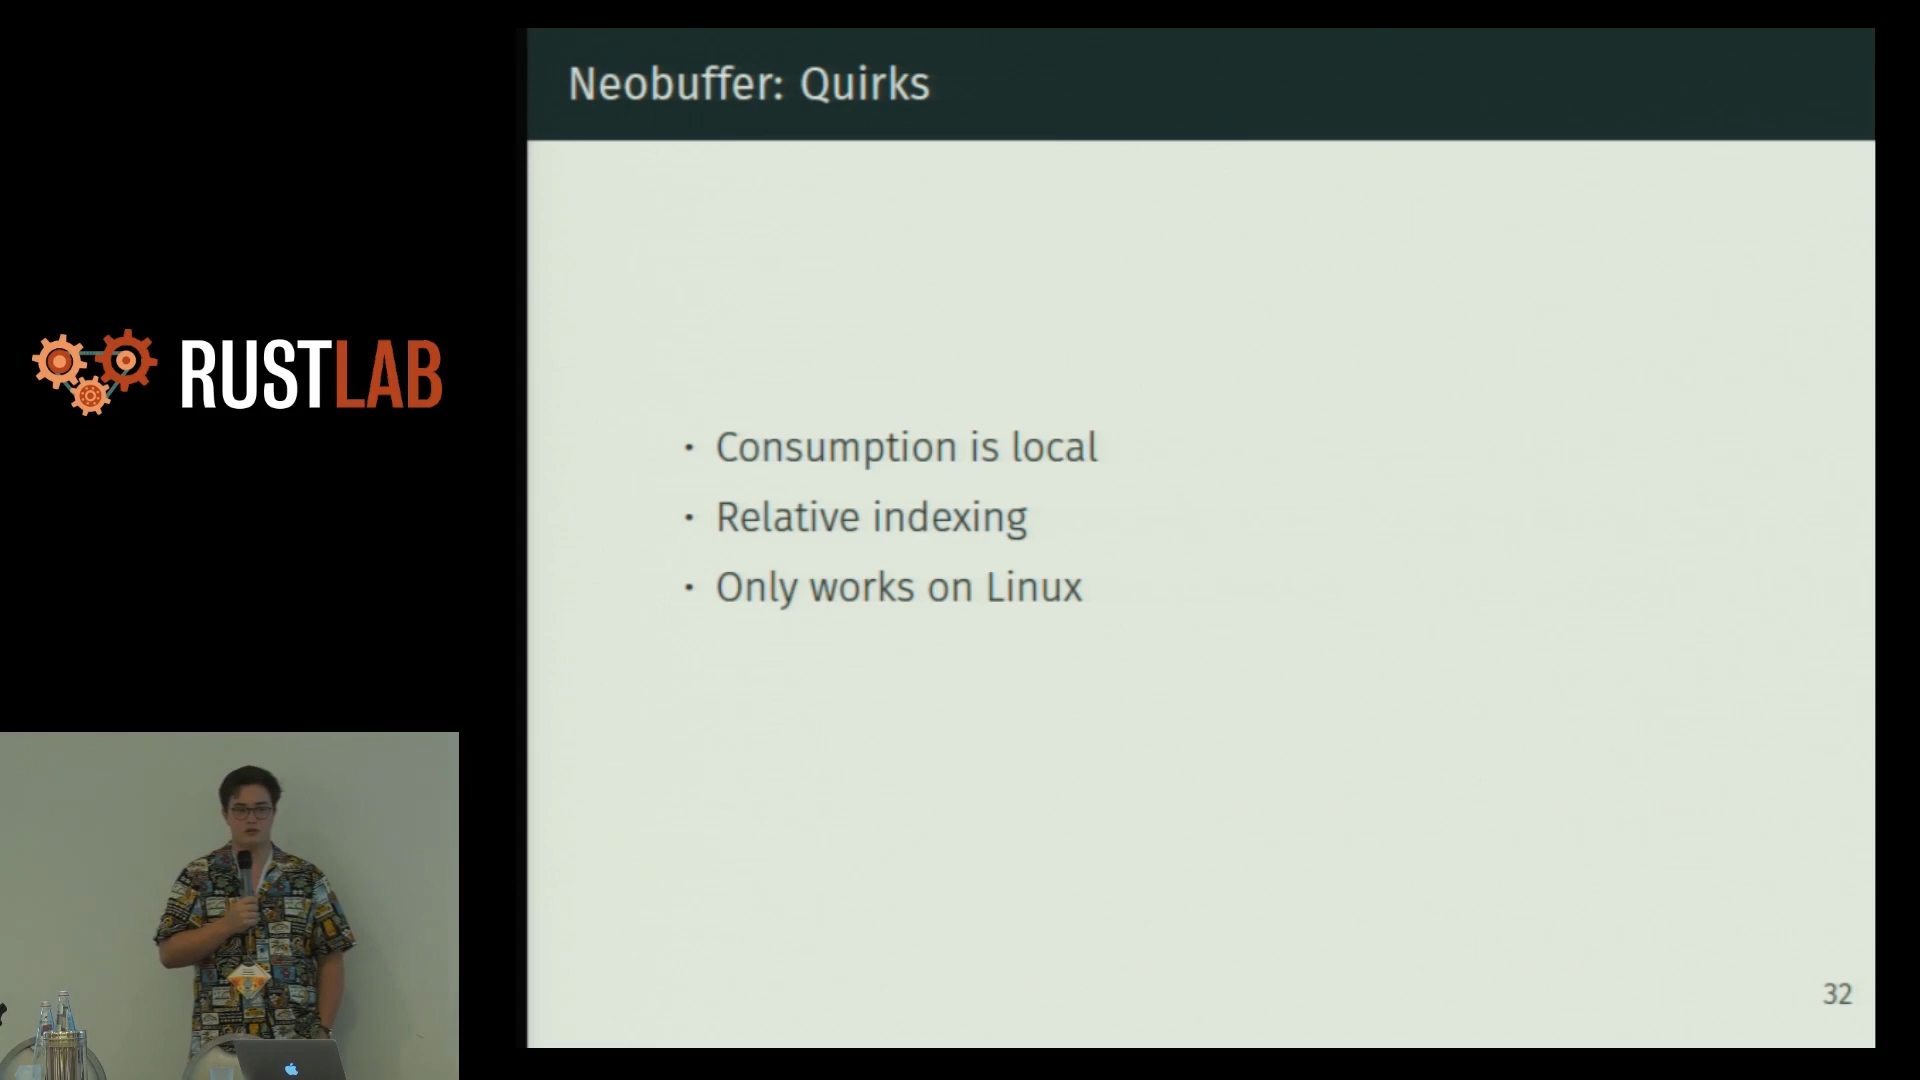 Neobuffer: Quirks
RUSTLAB
• Consumption is local
• Relative indexing
• Only works on Linux
32